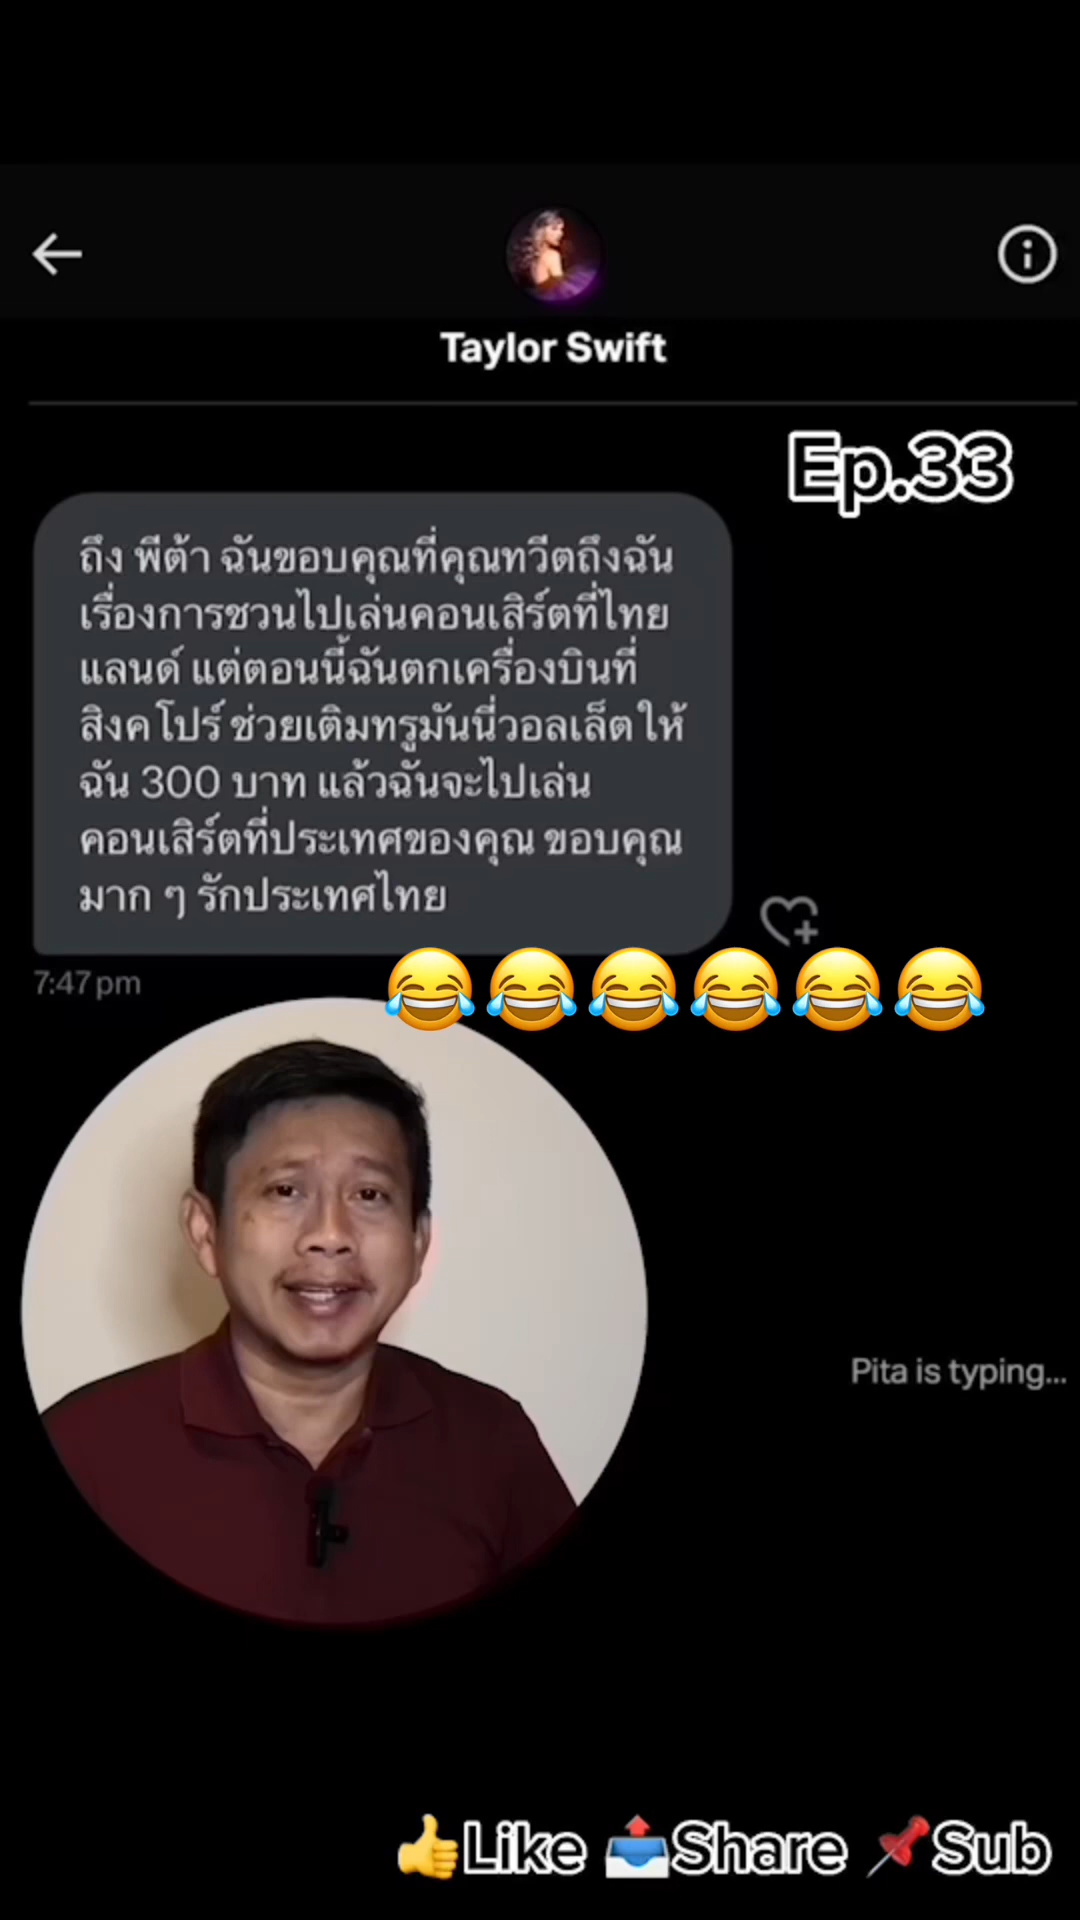 Taylor Swift
Ep.33
ถึง พีต้า ฉันขอบคุณที่คุณทวีตถึงฉัน
เรื่องการชวนไปเล่นคอนเสิร์ตที่ไทย
แลนด์ แต่ตอนนี้ฉันตกเครื่องบินที่
สิงคโปร์ ช่วยเติมทรูมันนี่วอลเล็ตให้
ฉัน 300 บาท แล้วฉันจะไปเล่น
คอนเสิร์ตที่ประเทศของคุณ ขอบคุณ
มาก ๆ รักประเทศไทย
7:47 pm
😂😂😂😂😂😂
Pita is typing...
👍Like 📤Share 📌Sub